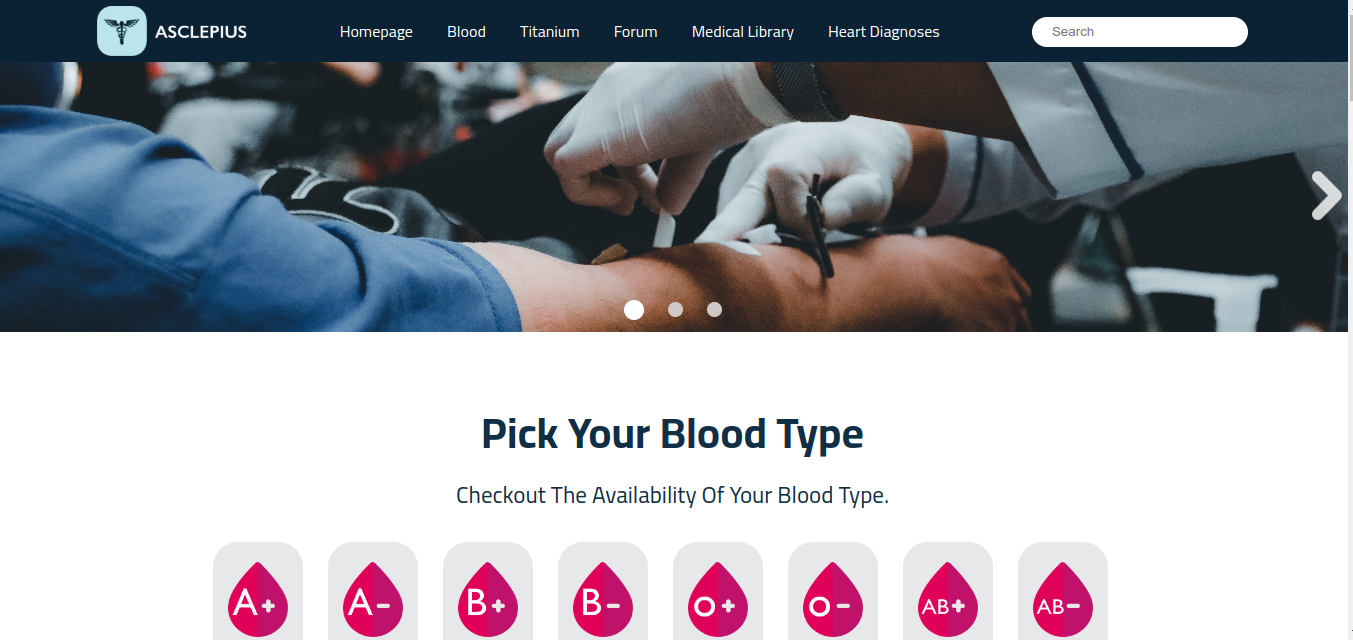 ASCLEPIUS Homepage Blood Titanium Forum Medical Library Heart Diagnoses Search
Pick Your Blood Type
Checkout The Availability Of Your Blood Type.
A+ A- B+ B- O+ O- AB+ AB-